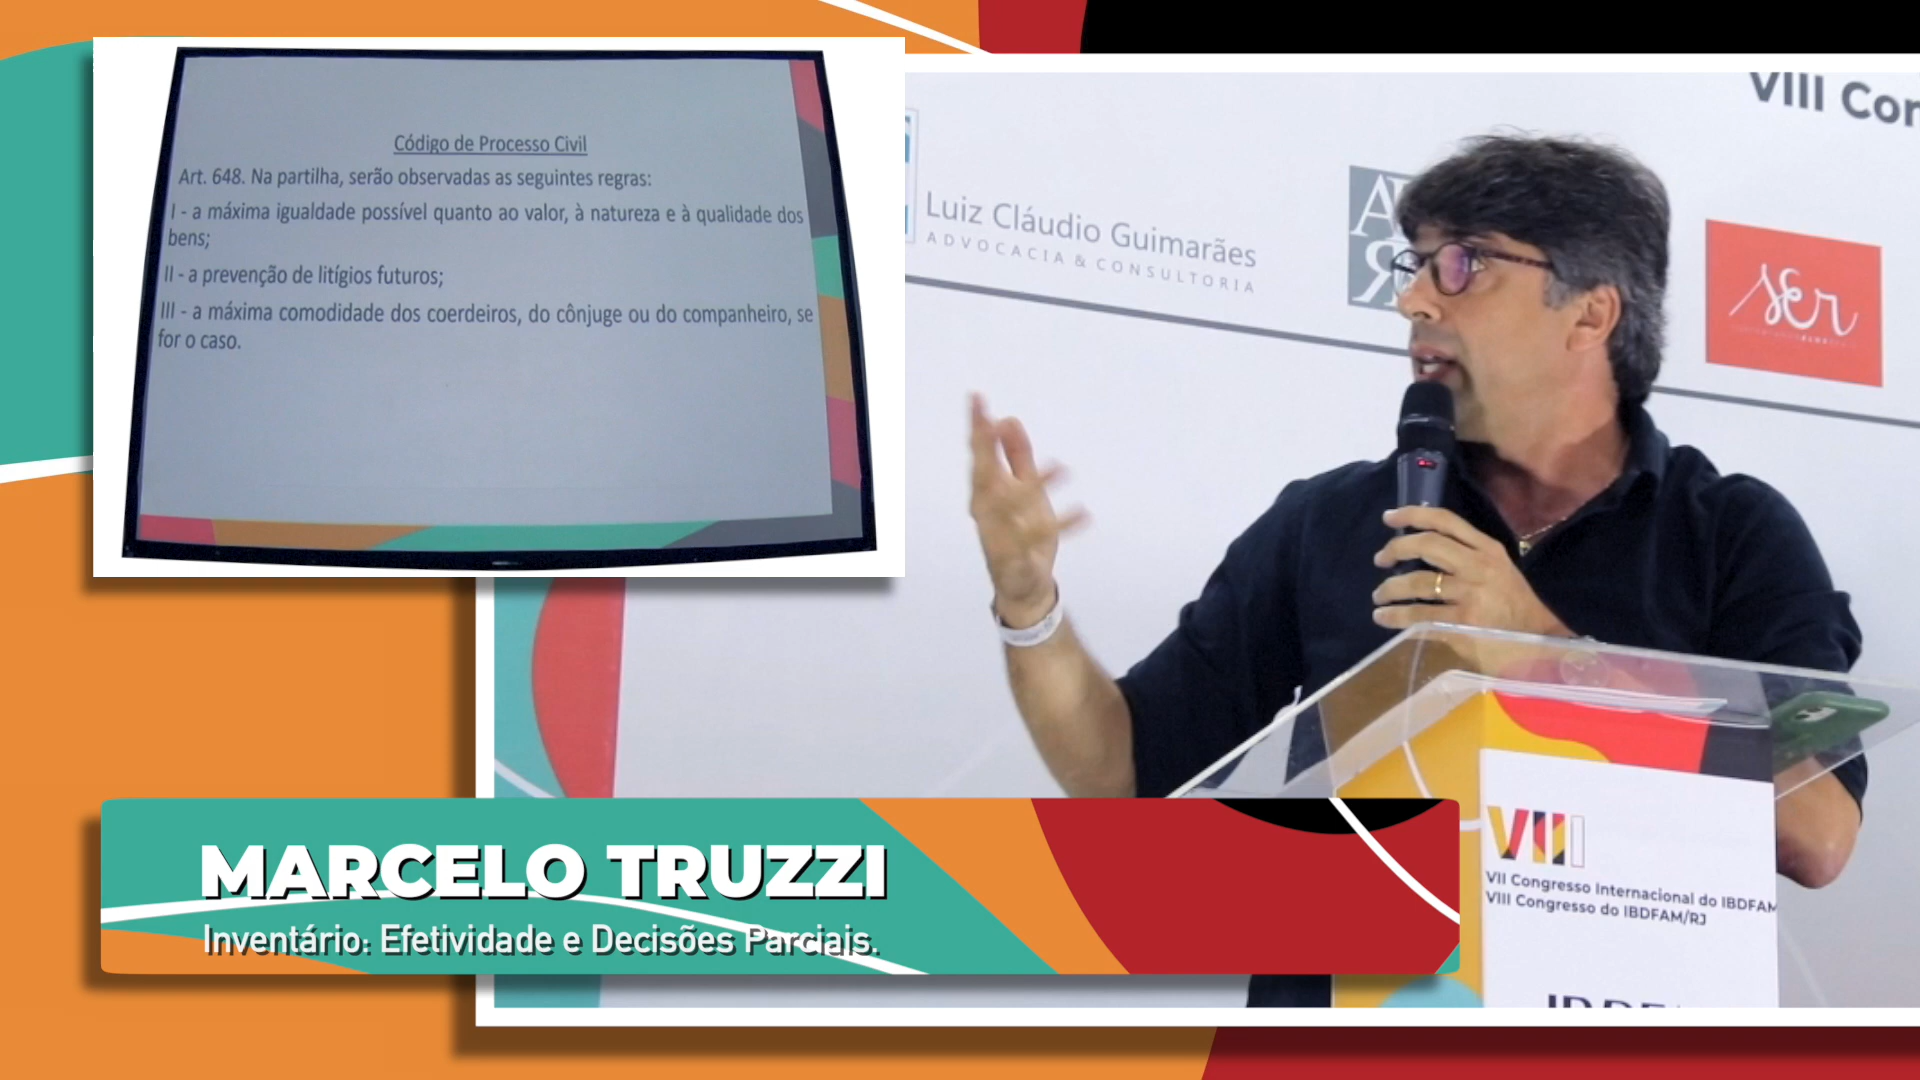 Código de Processo Civil
Art. 648. Na partilha, serão observadas as seguintes regras:
I - a máxima igualdade possível quanto ao valor, à natureza e à qualidade dos
bens;
II - a prevenção de litígios futuros;
III - a máxima comodidade dos coerdeiros, do cônjuge ou do companheiro, se
for o caso.
VIII Con
Luiz Cláudio Guimarães
ADVOCACIA & CONSULTORIA
ser
MARCELO TRUZZI
Inventário: Efetividade e Decisões Parciais.
VIII
VII Congresso Internacional do IBDFAM
VIII Congresso do IBDFAM/RJ